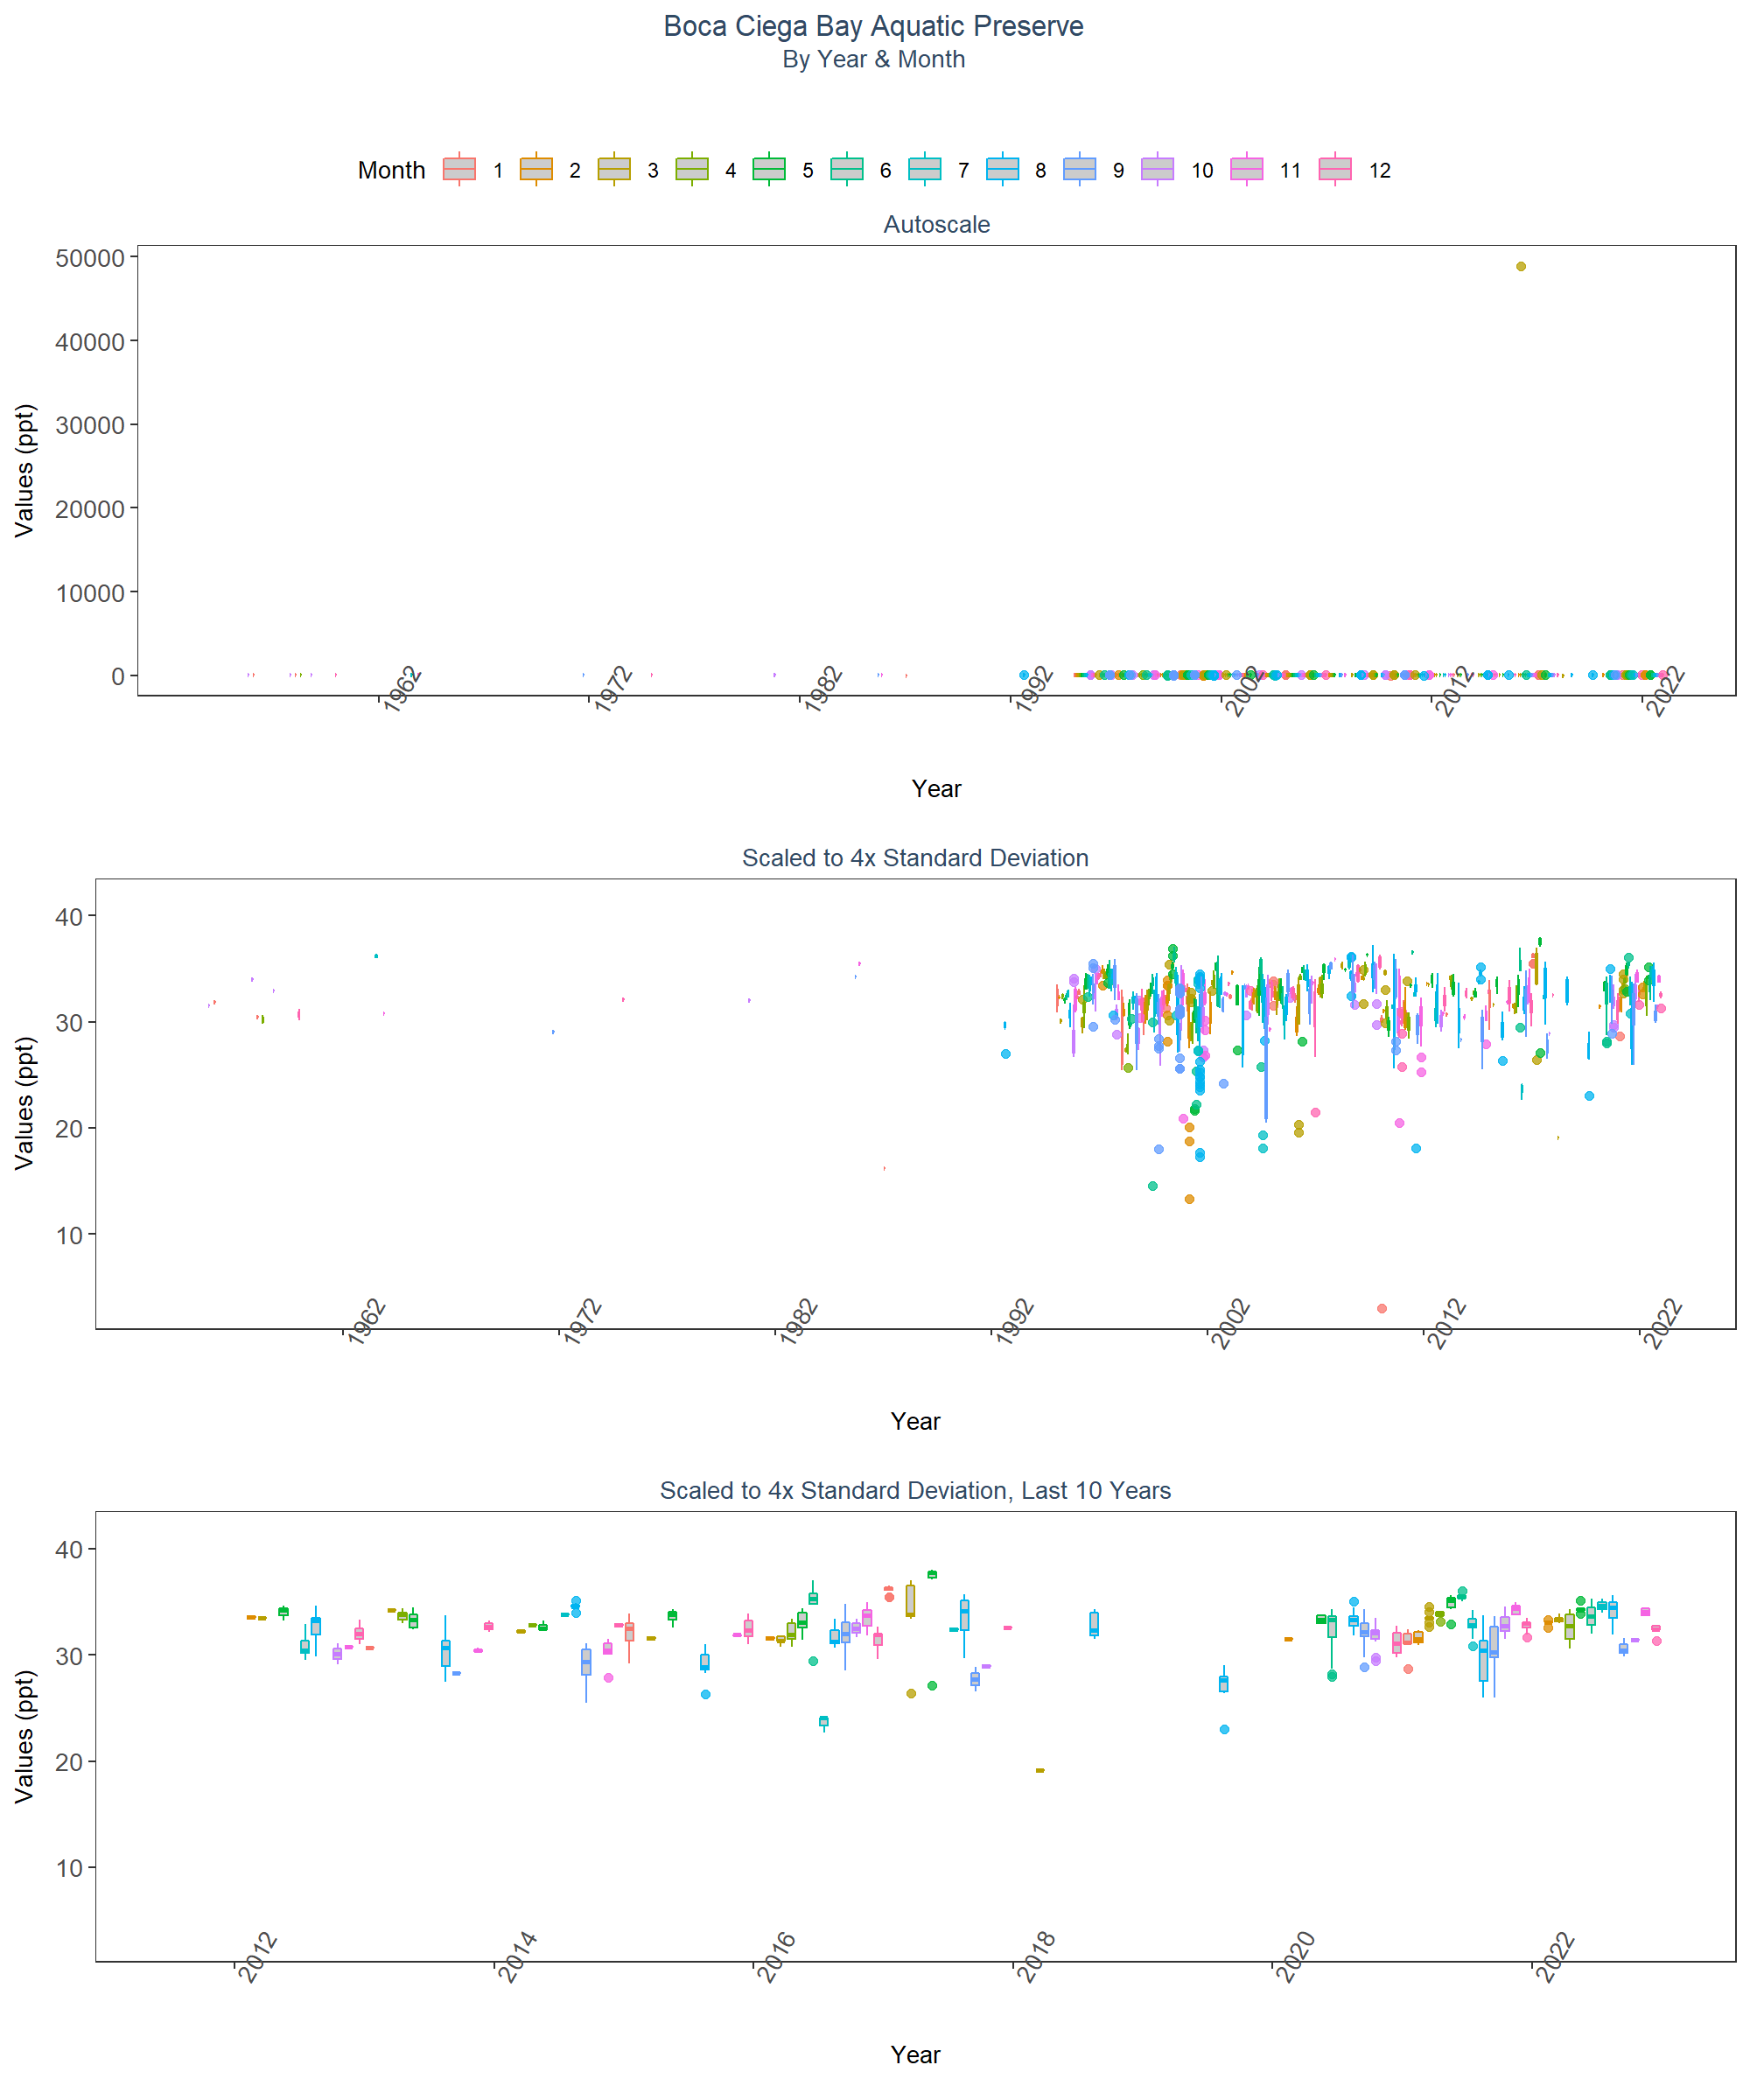 Boca Ciega Bay Aquatic Preserve
By Year & Month
Month 1 2 3 4 5 6 7 8 9 10 11 12
Autoscale
Values (ppt)
50000
40000
30000
20000
10000
0
1962 1972 1982 1992 2002 2012 2022
Year
Scaled to 4x Standard Deviation
Values (ppt)
40
30
20
10
1962 1972 1982 1992 2002 2012 2022
Year
Scaled to 4x Standard Deviation, Last 10 Years
Values (ppt)
40
30
20
10
2012 2014 2016 2018 2020 2022
Year